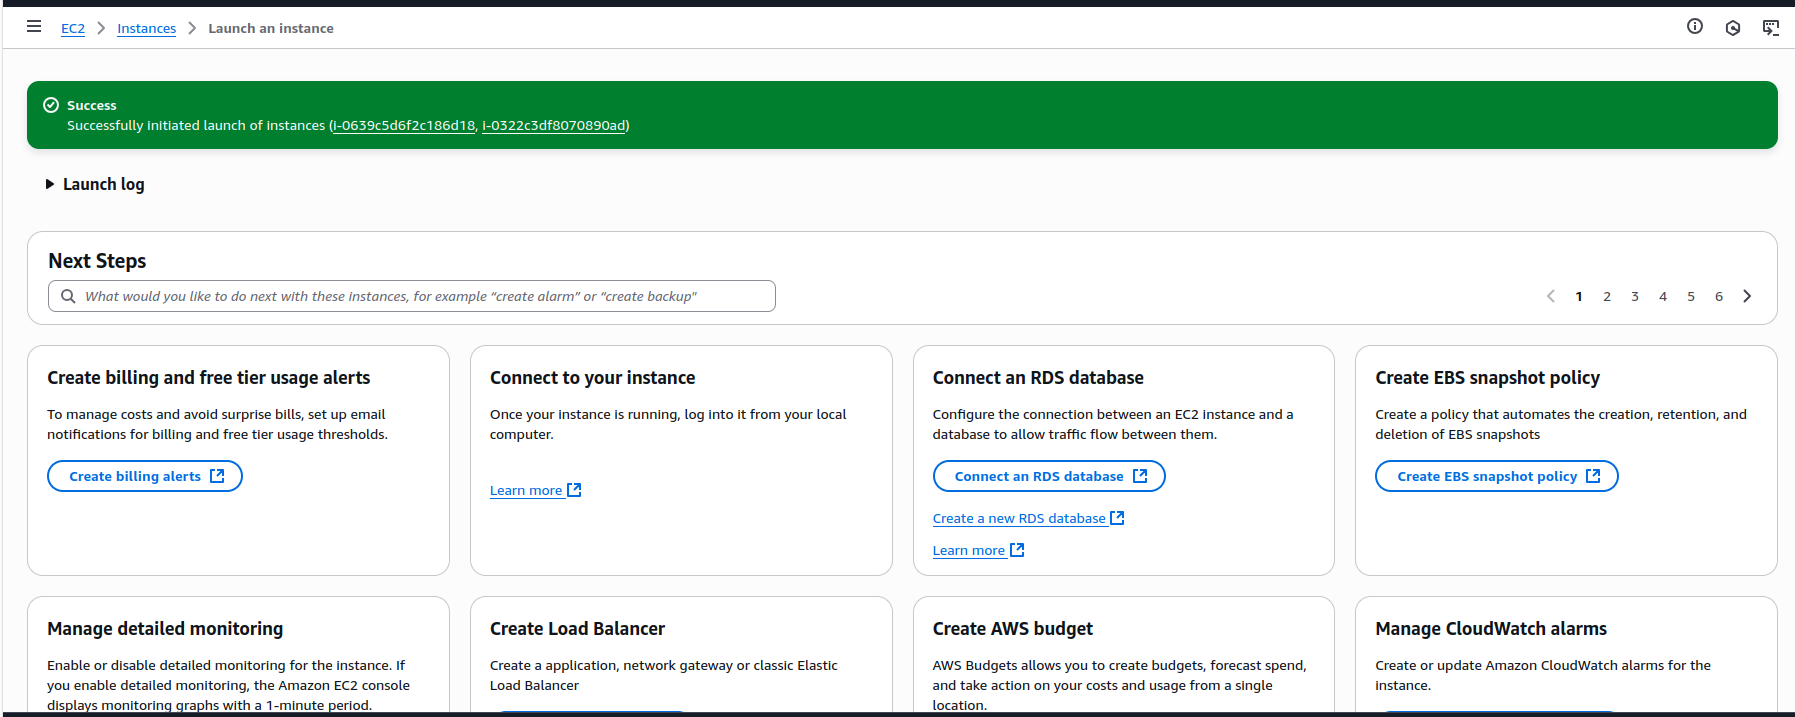 EC2 > Instances > Launch an instance
Success
Successfully initiated launch of instances (i-0639c5d6f2c186d18, i-0322c3df8070890ad)
Launch log
Next Steps
What would you like to do next with these instances, for example “create alarm” or “create backup"
1 2 3 4 5 6
Create billing and free tier usage alerts
To manage costs and avoid surprise bills, set up email
notifications for billing and free tier usage thresholds.
Create billing alerts
Connect to your instance
Once your instance is running, log into it from your local
computer.
Learn more
Connect an RDS database
Configure the connection between an EC2 instance and a
database to allow traffic flow between them.
Connect an RDS database
Create a new RDS database
Learn more
Create EBS snapshot policy
Create a policy that automates the creation, retention, and
deletion of EBS snapshots
Create EBS snapshot policy
Manage detailed monitoring
Enable or disable detailed monitoring for the instance. If
you enable detailed monitoring, the Amazon EC2 console
displays monitoring graphs with a 1-minute period.
Create Load Balancer
Create a application, network gateway or classic Elastic
Load Balancer
Create AWS budget
AWS Budgets allows you to create budgets, forecast spend,
and take action on your costs and usage from a single
location.
Manage CloudWatch alarms
Create or update Amazon CloudWatch alarms for the
instance.